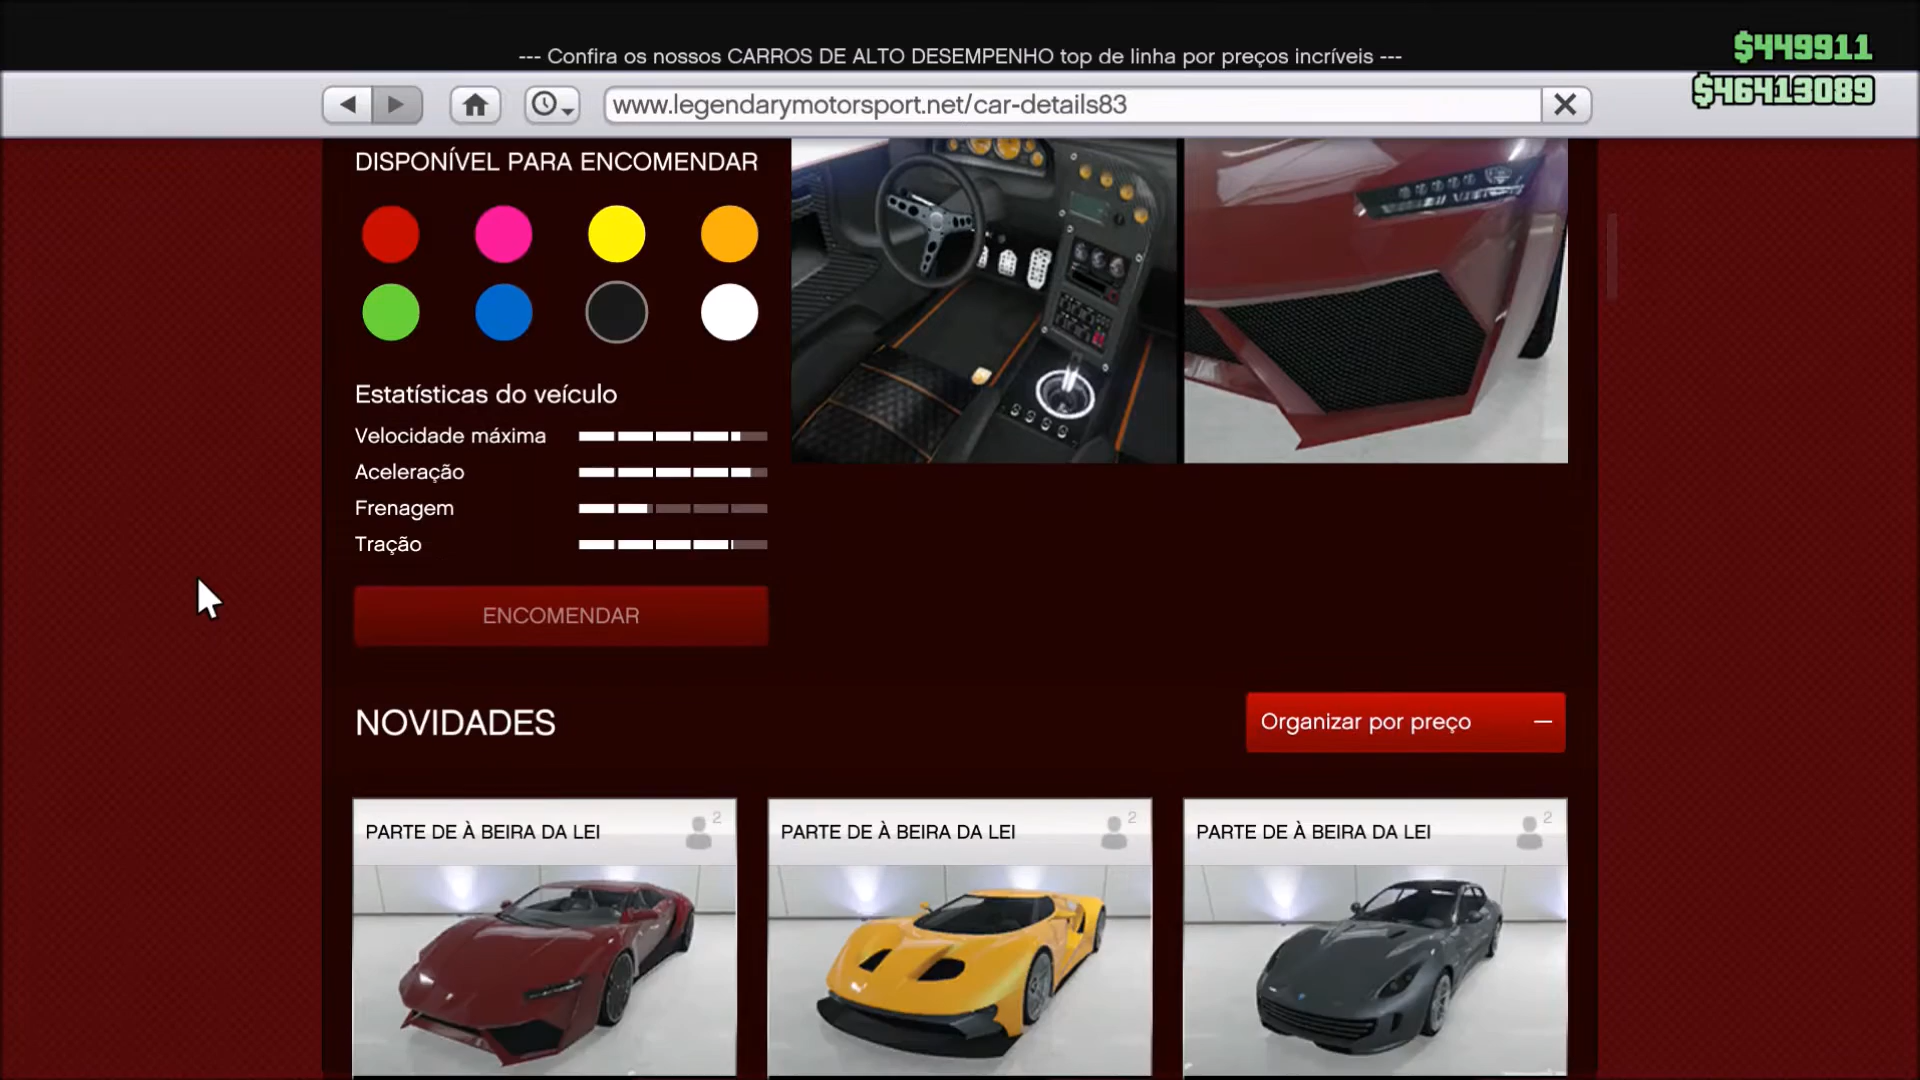 --- Confira os nossos CARROS DE ALTO DESEMPENHO top de linha por preços incríveis ---
$449911
$46413089
www.legendarymotorsport.net/car-details83
DISPONÍVEL PARA ENCOMENDAR
Estatísticas do veículo
Velocidade máxima
Aceleração
Frenagem
Tração
ENCOMENDAR
NOVIDADES
Organizar por preço
PARTE DE À BEIRA DA LEI
2
PARTE DE À BEIRA DA LEI
2
PARTE DE À BEIRA DA LEI
2